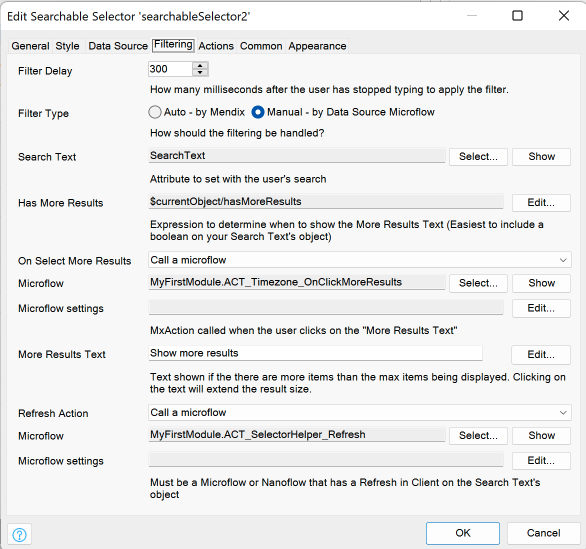 Edit Searchable Selector 'searchableSelector2'
General Style Data Source Filtering Actions Common Appearance
Filter Delay 300
How many milliseconds after the user has stopped typing to apply the filter.
Filter Type Auto - by Mendix Manual - by Data Source Microflow
How should the filtering be handled?
Search Text SearchText Select... Show
Attribute to set with the user's search
Has More Results $currentObject/hasMoreResults Edit...
Expression to determine when to show the More Results Text (Easiest to include a
boolean on your Search Text's object)
On Select More Results Call a microflow
Microflow MyFirstModule.ACT_Timezone_OnClickMoreResults Select... Show
Microflow settings Edit...
MxAction called when the user clicks on the "More Results Text"
More Results Text Show more results Edit...
Text shown if the there are more items than the max items being displayed. Clicking on
the text will extend the result size.
Refresh Action Call a microflow
Microflow MyFirstModule.ACT_SelectorHelper_Refresh Select... Show
Microflow settings Edit...
Must be a Microflow or Nanoflow that has a Refresh in Client on the Search Text's
object
? OK Cancel